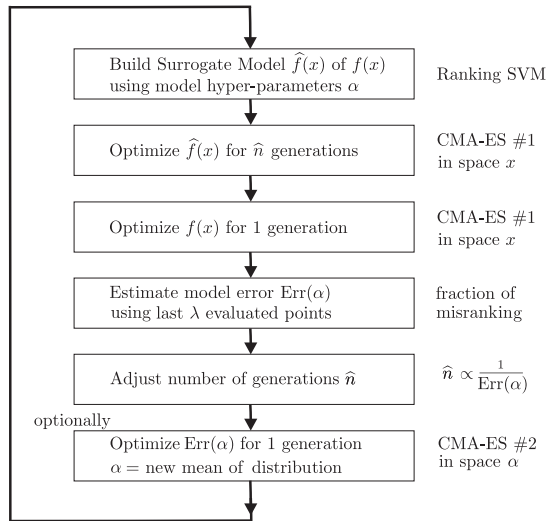 Build Surrogate Model f̂(x) of f(x)
using model hyper-parameters α
Ranking SVM
Optimize f̂(x) for n̂ generations
CMA-ES #1
in space x
Optimize f(x) for 1 generation
CMA-ES #1
in space x
Estimate model error Err(α)
using last λ evaluated points
fraction of
misranking
Adjust number of generations n̂
n̂ ∝ 1/Err(α)
optionally
Optimize Err(α) for 1 generation
α = new mean of distribution
CMA-ES #2
in space α